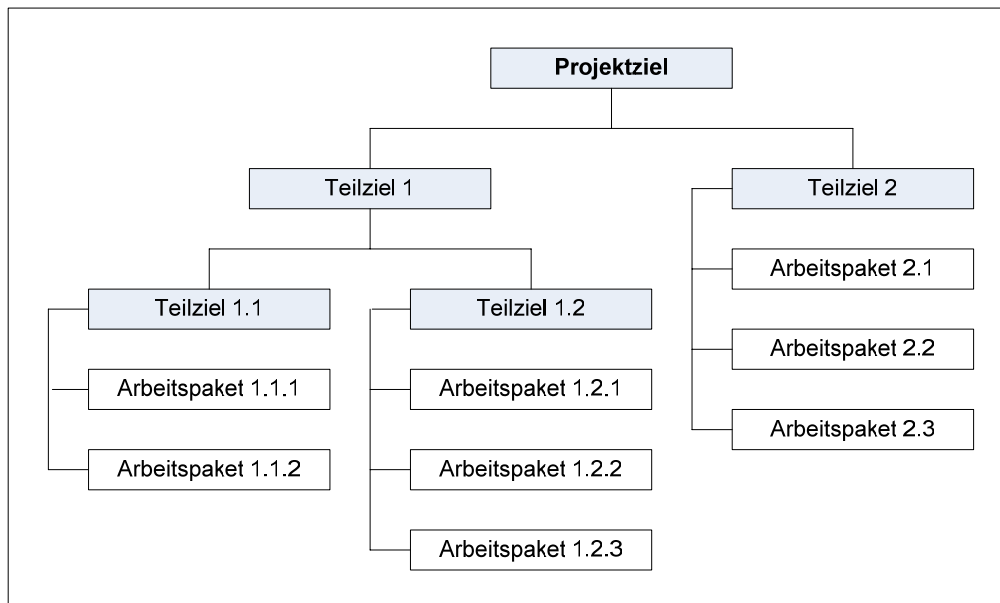 Projektziel
Teilziel 1
Teilziel 2
Teilziel 1.1
Teilziel 1.2
Arbeitspaket 1.1.1
Arbeitspaket 1.1.2
Arbeitspaket 1.2.1
Arbeitspaket 1.2.2
Arbeitspaket 1.2.3
Arbeitspaket 2.1
Arbeitspaket 2.2
Arbeitspaket 2.3